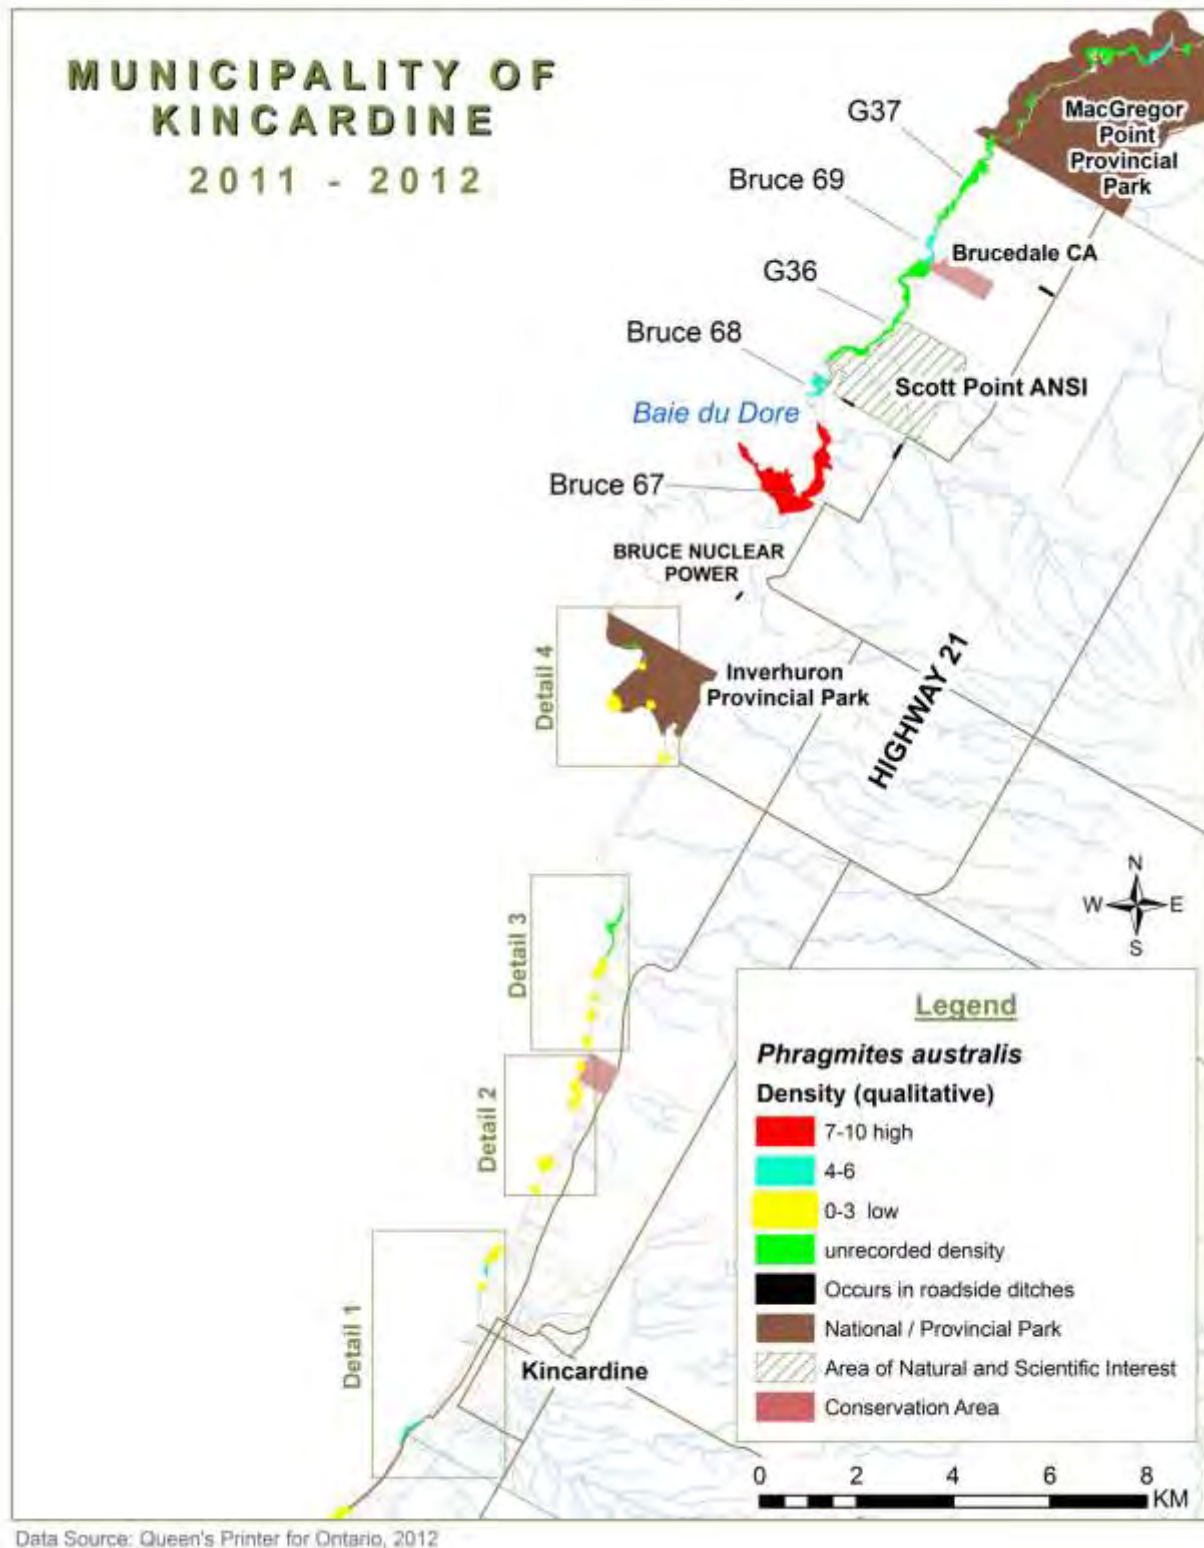 MUNICIPALITY OF
KINCARDINE
2011 - 2012
G37
MacGregor
Point
Provincial
Park
Bruce 69
Brucedale CA
G36
Bruce 68
Scott Point ANSI
Baie du Dore
Bruce 67
BRUCE NUCLEAR
POWER
Detail 4
Inverhuron
Provincial Park
HIGHWAY 21
N
W
E
S
Detail 3
Detail 2
Detail 1
Kincardine
Legend
Phragmites australis
Density (qualitative)
7-10 high
4-6
0-3 low
unrecorded density
Occurs in roadside ditches
National / Provincial Park
Area of Natural and Scientific Interest
Conservation Area
0 2 4 6 8
KM
Data Source: Queen's Printer for Ontario, 2012